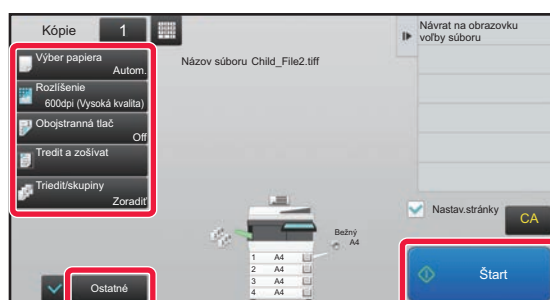 Kópie 1
Návrat na obrazovku
voľby súboru
Výber papiera
Autom.
Názov súboru Child_File2.tiff
Rozlíšenie
600dpi (Vysoká kvalita)
Obojstranná tlač
Off
Tredit a zošívat
Triedit/skupiny
Zoradiť
Nastav.stránky
CA
Bežný
A4
1 A4
2 A4
3 A4
4 A4
Ostatné
Štart